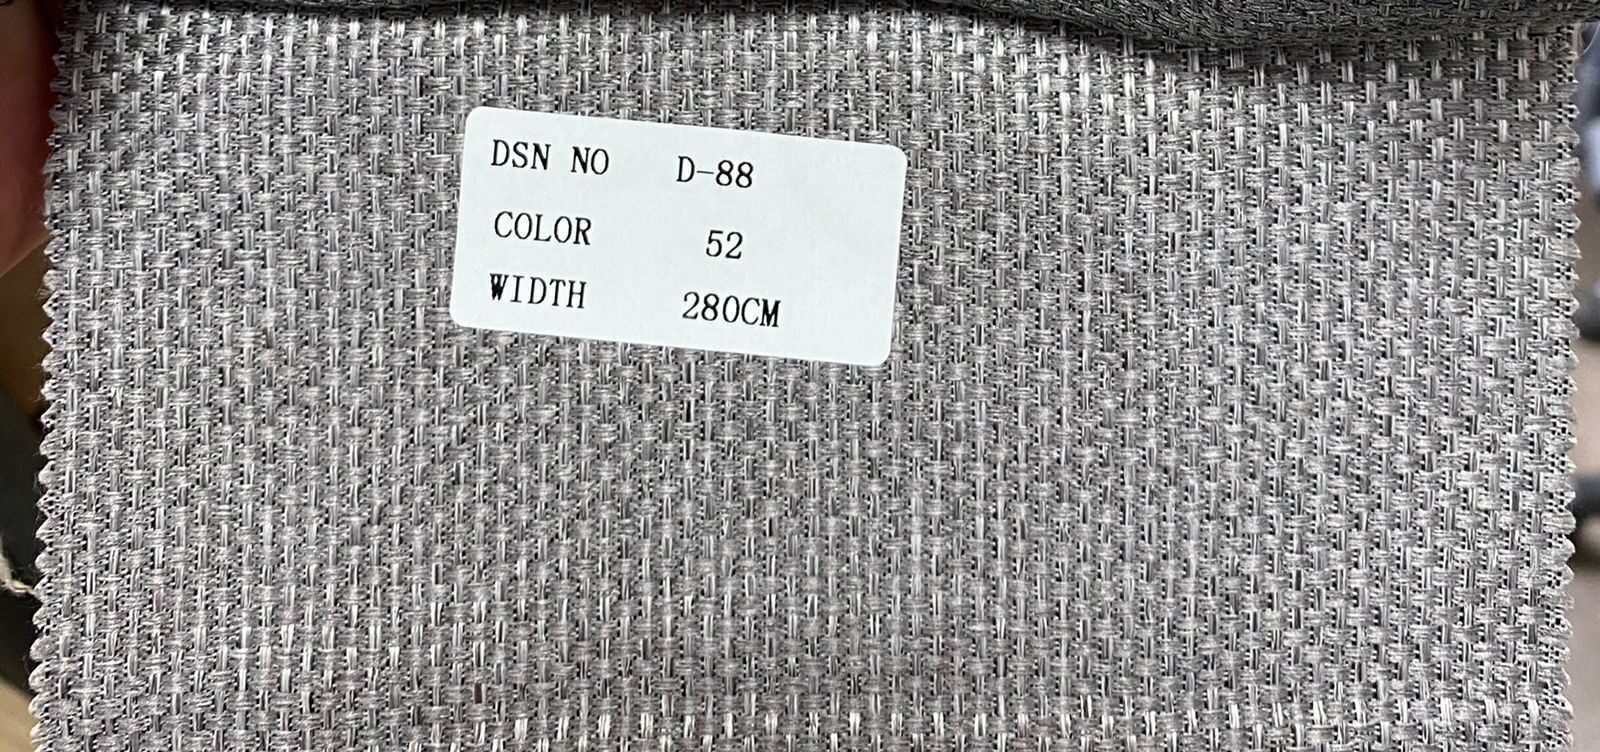 DSN NO D-88
COLOR 52
WIDTH 280CM